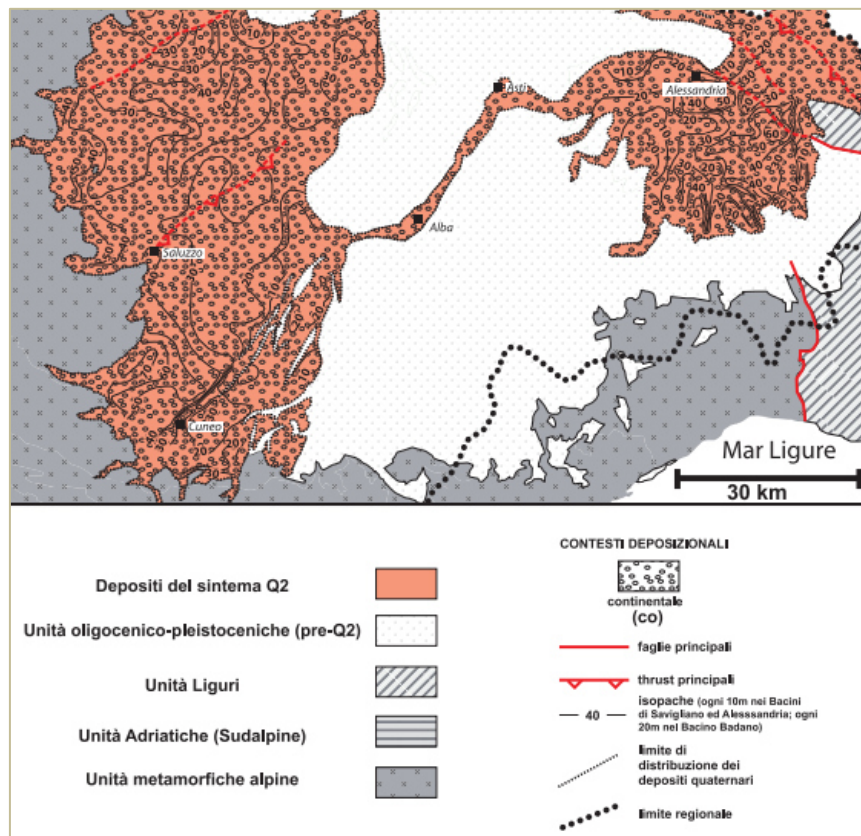 Asti
Alessandria
Alba
Saluzzo
Cuneo
Mar Ligure
30 km
Depositi del sintema Q2
Unità oligocenico-pleistoceniche (pre-Q2)
Unità Liguri
Unità Adriatiche (Sudalpine)
Unità metamorfiche alpine
CONTESTI DEPOSIZIONALI
continentale
(co)
faglie principali
thrust principali
40
isopache (ogni 10m nei Bacini
di Savigliano ed Alesssandria; ogni
20m nel Bacino Badano)
limite di
distribuzione dei
depositi quaternari
limite regionale